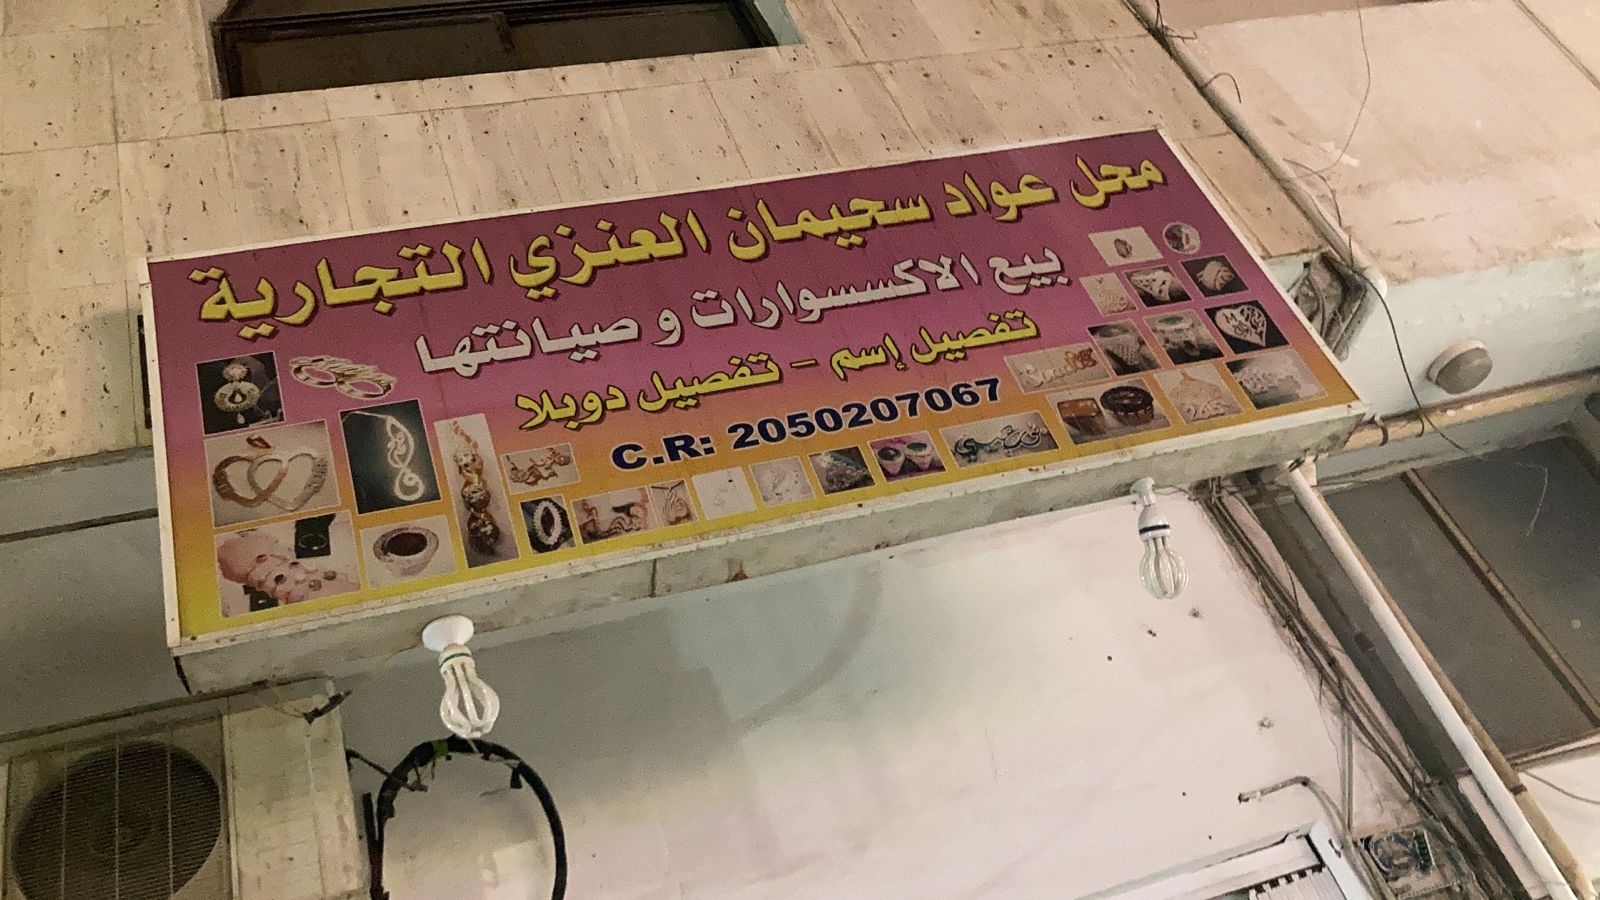 محل عواد سحيمان العنزي التجارية
بيع الاكسسوارات و صيانتها
تفصيل إسم - تفصيل دوبلا
C.R: 2050207067